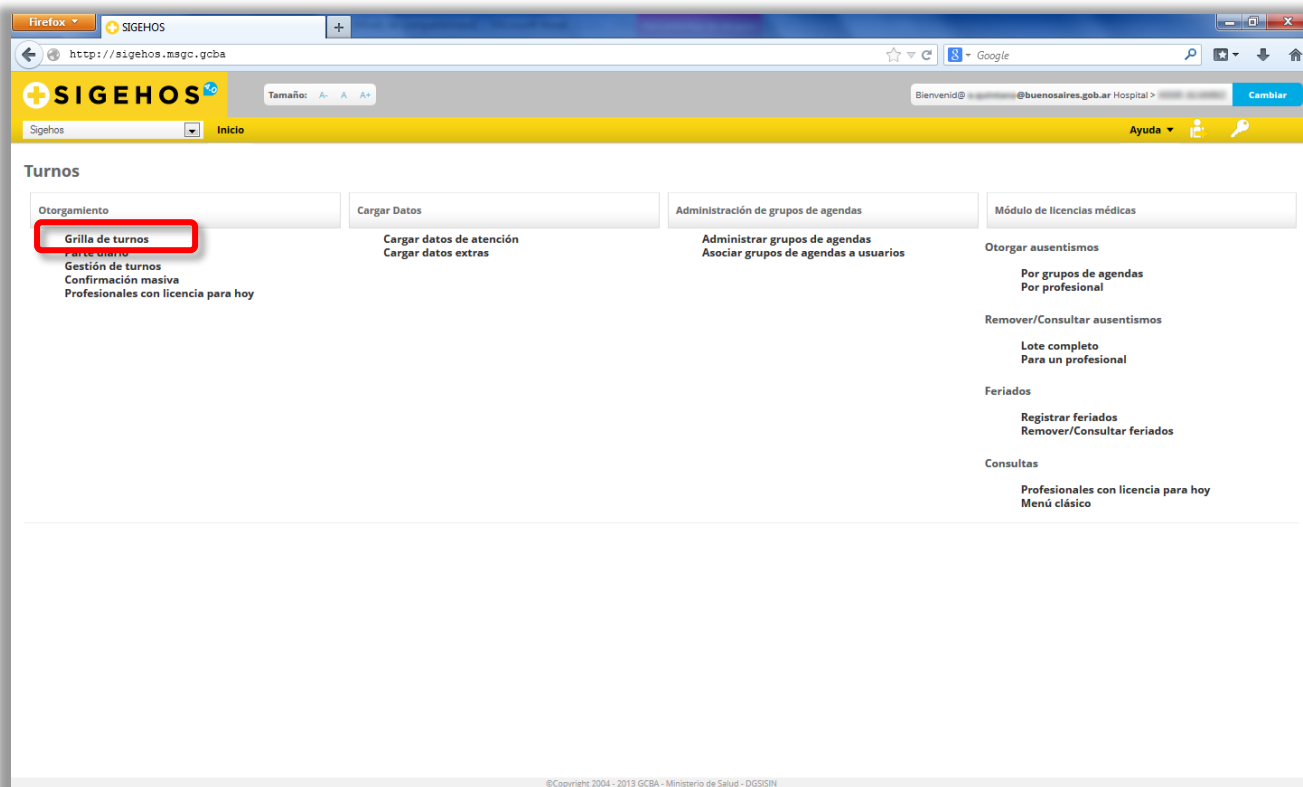 Firefox
SIGEHOS
+
http://sigehos.msgc.gcba
8 Google
SIGEHOS
Tamaño: A- A A+
Bienvenid@ @buenosaires.gob.ar Hospital >
Cambiar
Sigehos
Inicio
Ayuda
Turnos
Otorgamiento
Grilla de turnos
Parte diario
Gestión de turnos
Confirmación masiva
Profesionales con licencia para hoy
Cargar Datos
Cargar datos de atención
Cargar datos extras
Administración de grupos de agendas
Administrar grupos de agendas
Asociar grupos de agendas a usuarios
Módulo de licencias médicas
Otorgar ausentismos
Por grupos de agendas
Por profesional
Remover/Consultar ausentismos
Lote completo
Para un profesional
Feriados
Registrar feriados
Remover/Consultar feriados
Consultas
Profesionales con licencia para hoy
Menú clásico
©Copyright 2004 - 2013 GCBA - Ministerio de Salud - DGSISIN